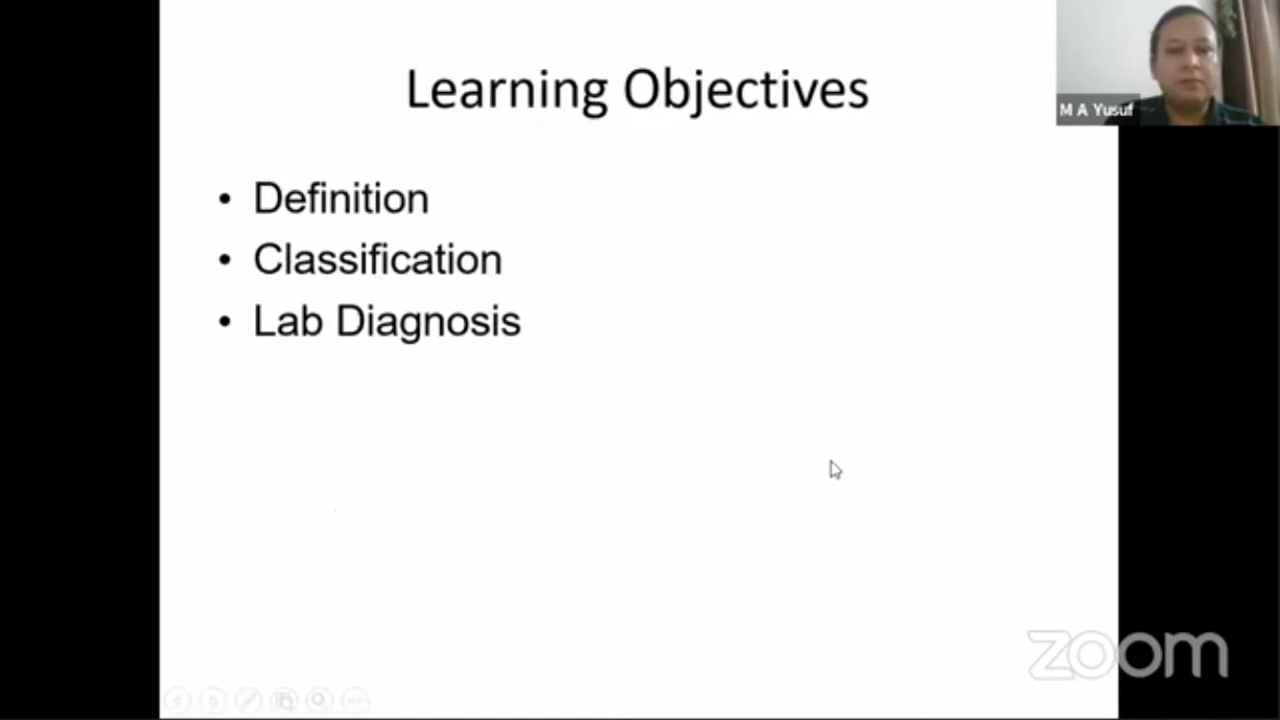 Learning Objectives
M A Yusuf
• Definition
• Classification
• Lab Diagnosis
zoom